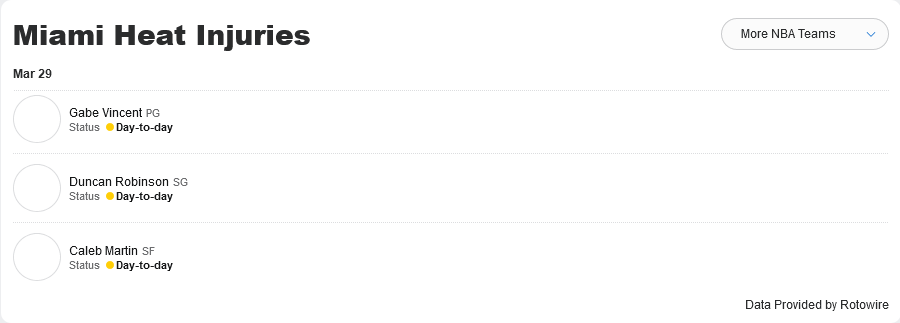 Miami Heat Injuries
More NBA Teams
Mar 29
Gabe Vincent PG
Status Day-to-day
Duncan Robinson SG
Status Day-to-day
Caleb Martin SF
Status Day-to-day
Data Provided by Rotowire